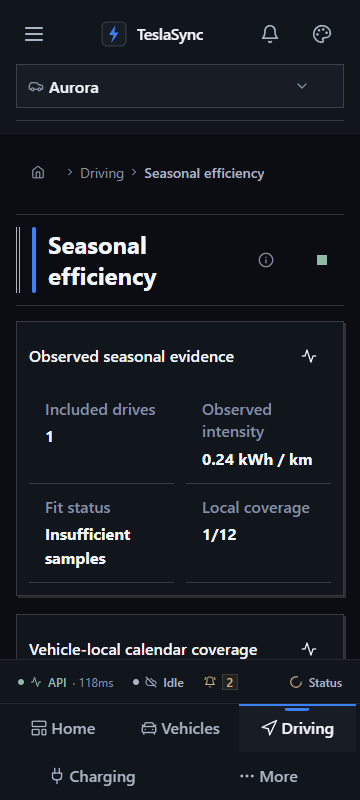 TeslaSync
Aurora
Driving
Seasonal efficiency
Seasonal
efficiency
Observed seasonal evidence
Included drives
1
Observed
intensity
0.24 kWh / km
Fit status
Insufficient
samples
Local coverage
1/12
Vehicle-local calendar coverage
API · 118ms
Idle
2
Status
Home
Vehicles
Driving
Charging
More